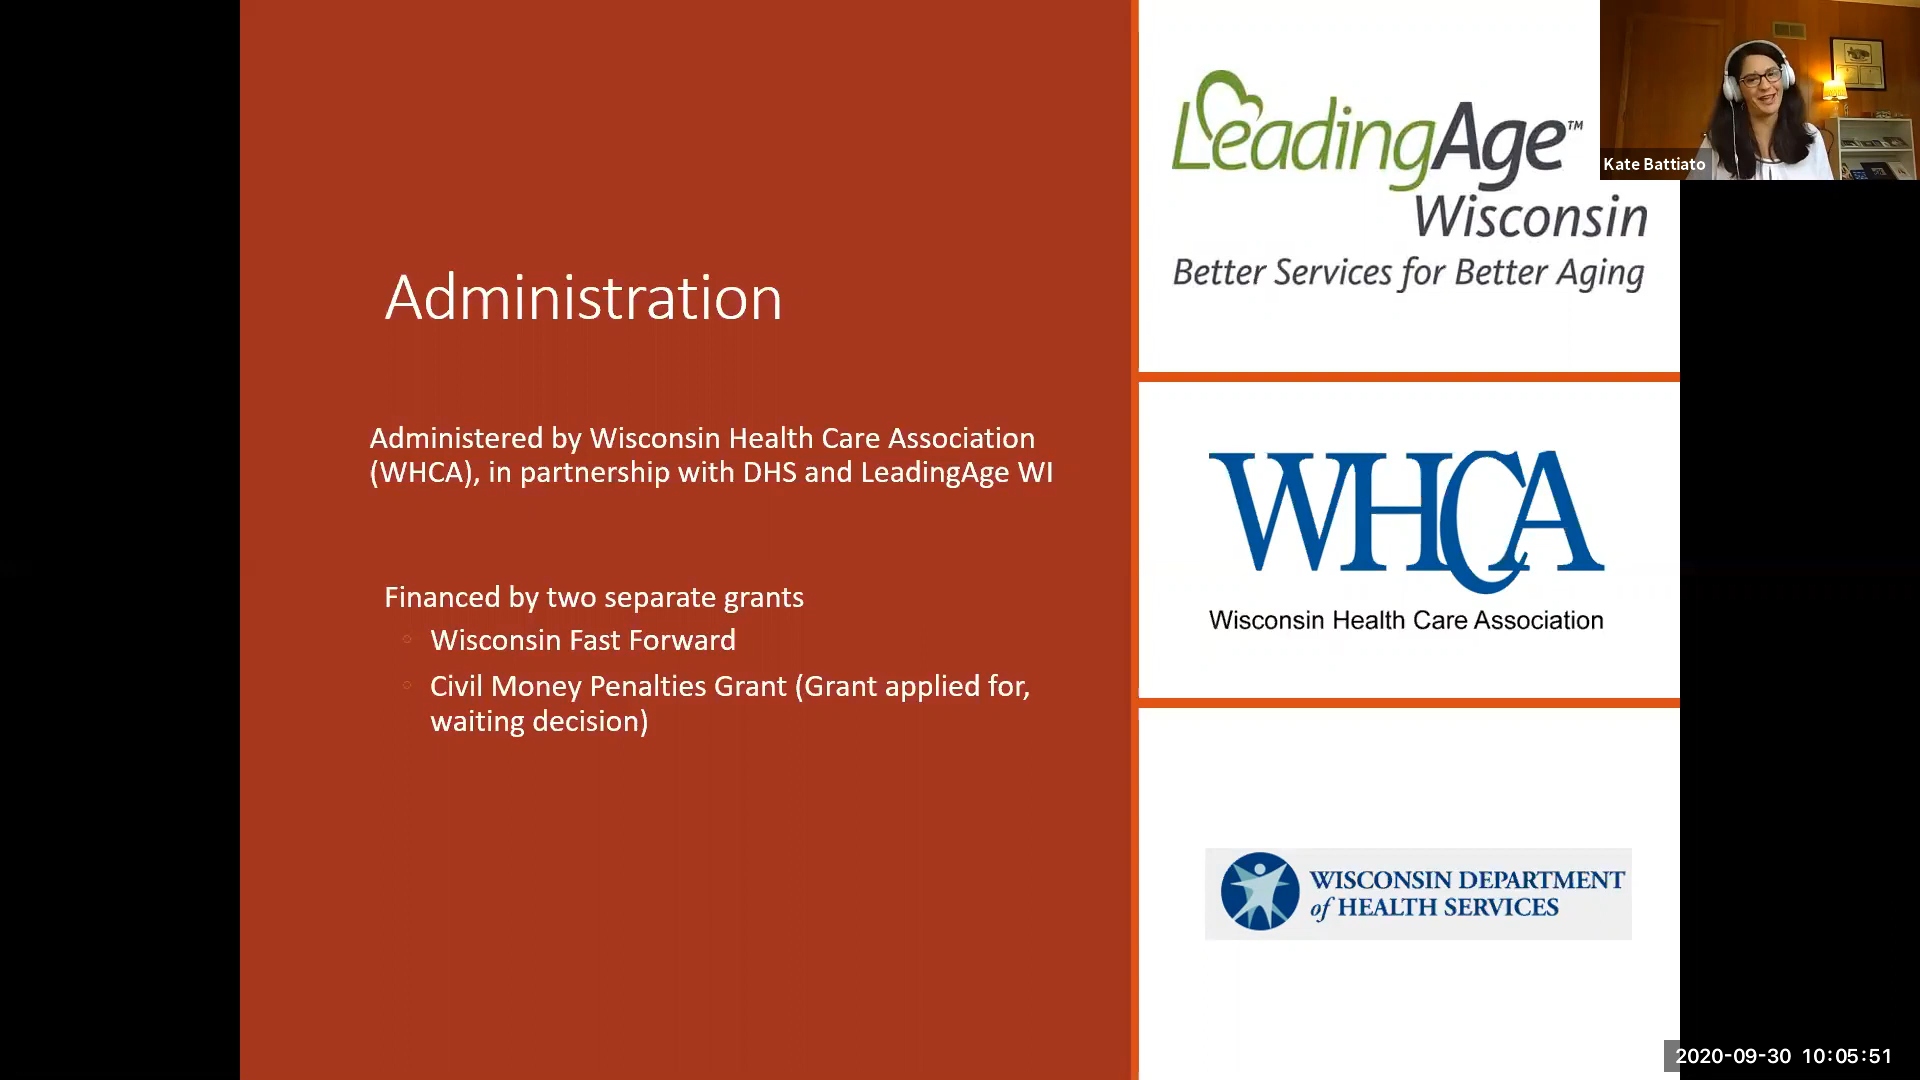 Administration
Administered by Wisconsin Health Care Association
(WHCA), in partnership with DHS and LeadingAge WI
Financed by two separate grants
Wisconsin Fast Forward
Civil Money Penalties Grant (Grant applied for,
waiting decision)
LeadingAge™
Wisconsin
Better Services for Better Aging
WHCA
Wisconsin Health Care Association
WISCONSIN DEPARTMENT
of HEALTH SERVICES
Kate Battiato
2020-09-30 10:05:51